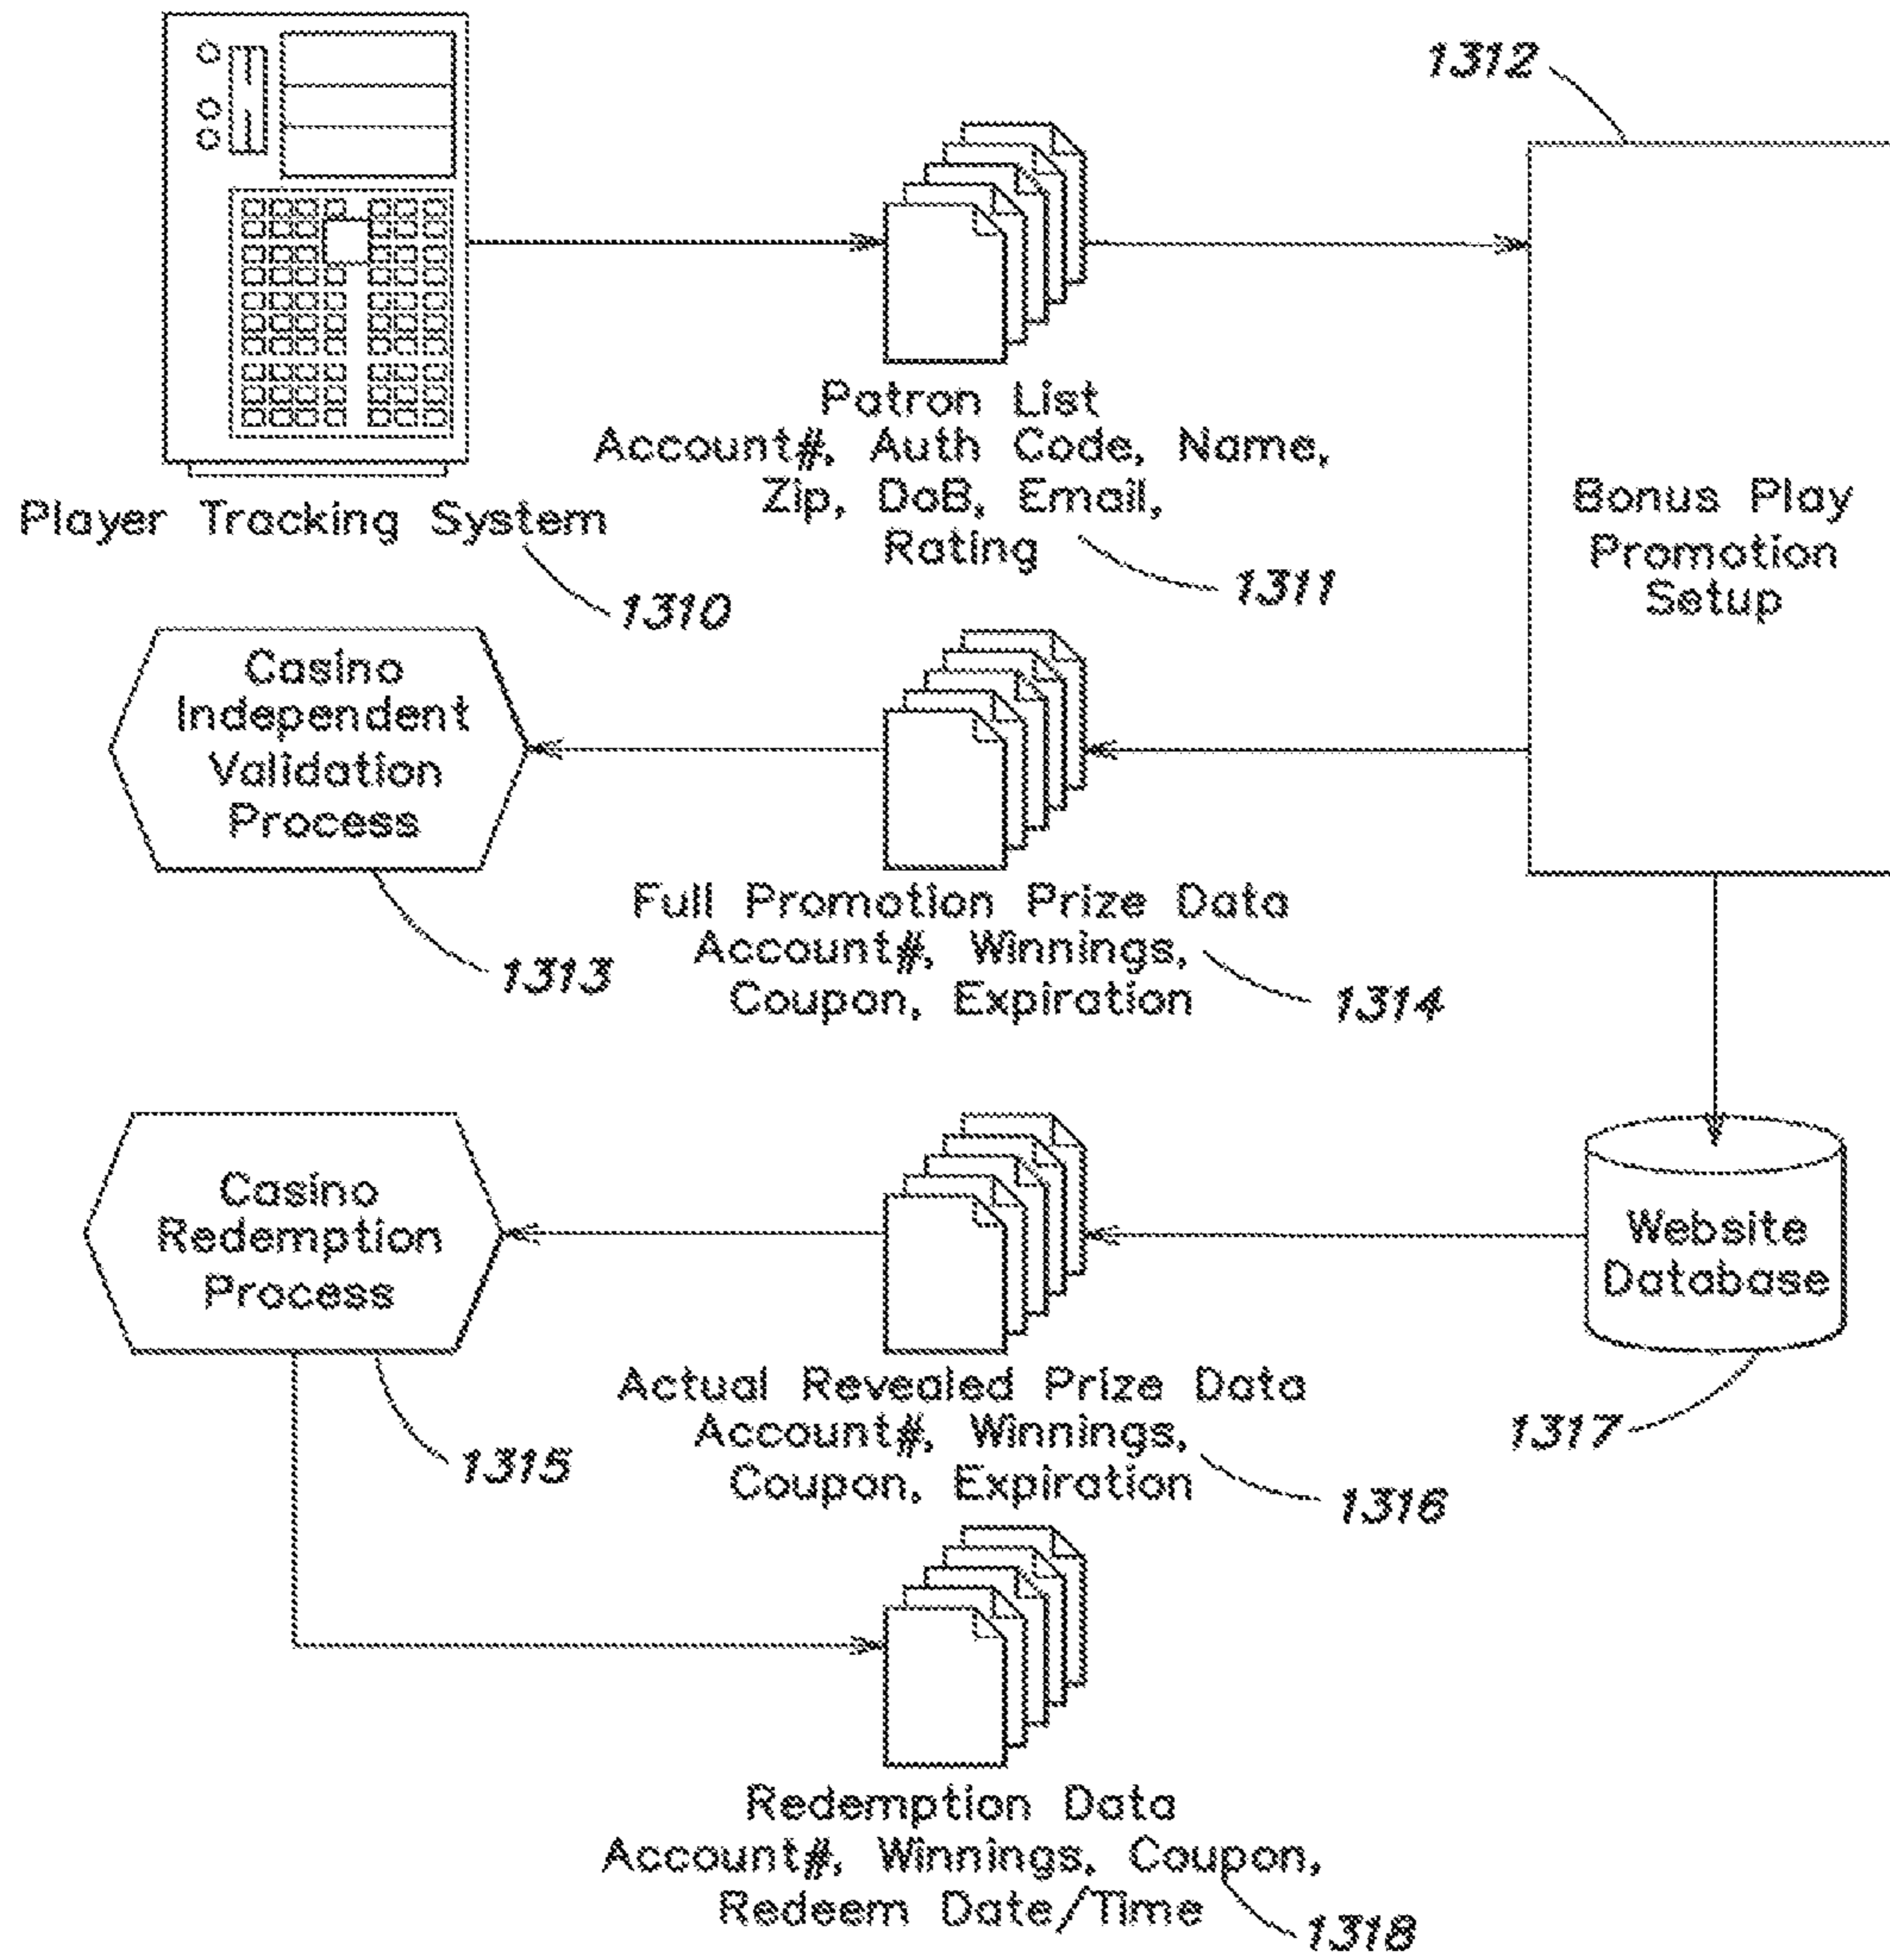 1312
Patron List
Account#, Auth Code, Name,
Zip, DoB, Email,
Rating
1311
Player Tracking System
1310
Bonus Play
Promotion
Setup
Casino
Independent
Validation
Process
1313
Full Promotion Prize Data
Account#, Winnings,
Coupon, Expiration
1314
Casino
Redemption
Process
1315
Actual Revealed Prize Data
Account#, Winnings,
Coupon, Expiration
1316
Website
Database
1317
Redemption Data
Account#, Winnings, Coupon,
Redeem Date/Time
1318